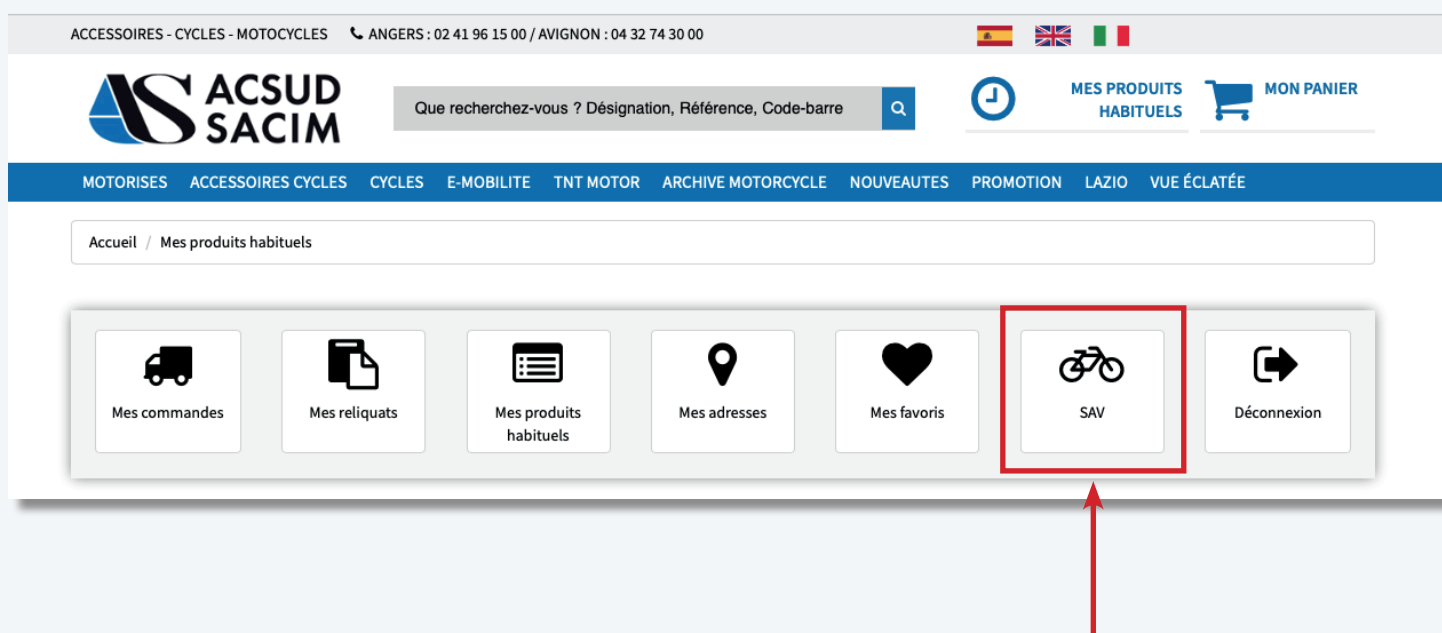 ACCESSOIRES - CYCLES - MOTOCYCLES ANGERS : 02 41 96 15 00 / AVIGNON : 04 32 74 30 00
AS ACSUD
SACIM
Que recherchez-vous ? Désignation, Référence, Code-barre
MES PRODUITS
HABITUELS
MON PANIER
MOTORISES ACCESSOIRES CYCLES CYCLES E-MOBILITE TNT MOTOR ARCHIVE MOTORCYCLE NOUVEAUTES PROMOTION LAZIO VUE ÉCLATÉE
Accueil / Mes produits habituels
Mes commandes
Mes reliquats
Mes produits
habituels
Mes adresses
Mes favoris
SAV
Déconnexion